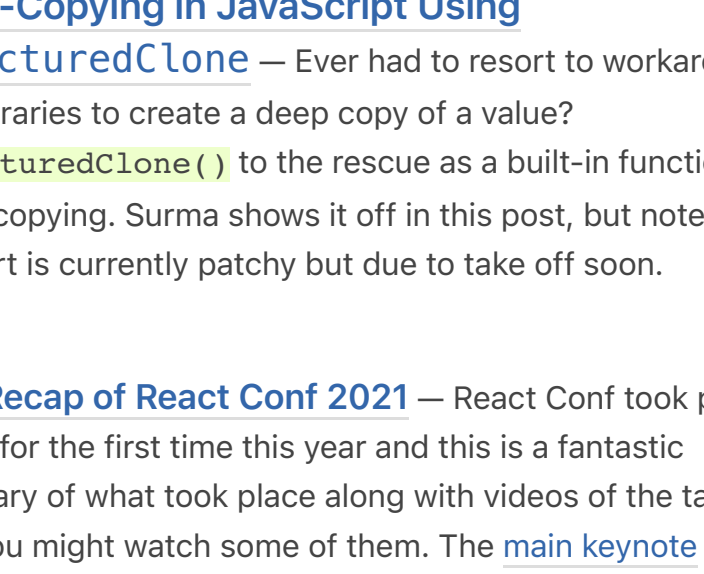 -Copying in JavaScript Using
cturedClone — Ever had to resort to workar
raries to create a deep copy of a value?
turedClone() to the rescue as a built-in functi
copying. Surma shows it off in this post, but note
rt is currently patchy but due to take off soon.
Recap of React Conf 2021 — React Conf took p
for the first time this year and this is a fantastic
ary of what took place along with videos of the ta
ou might watch some of them. The main keynote